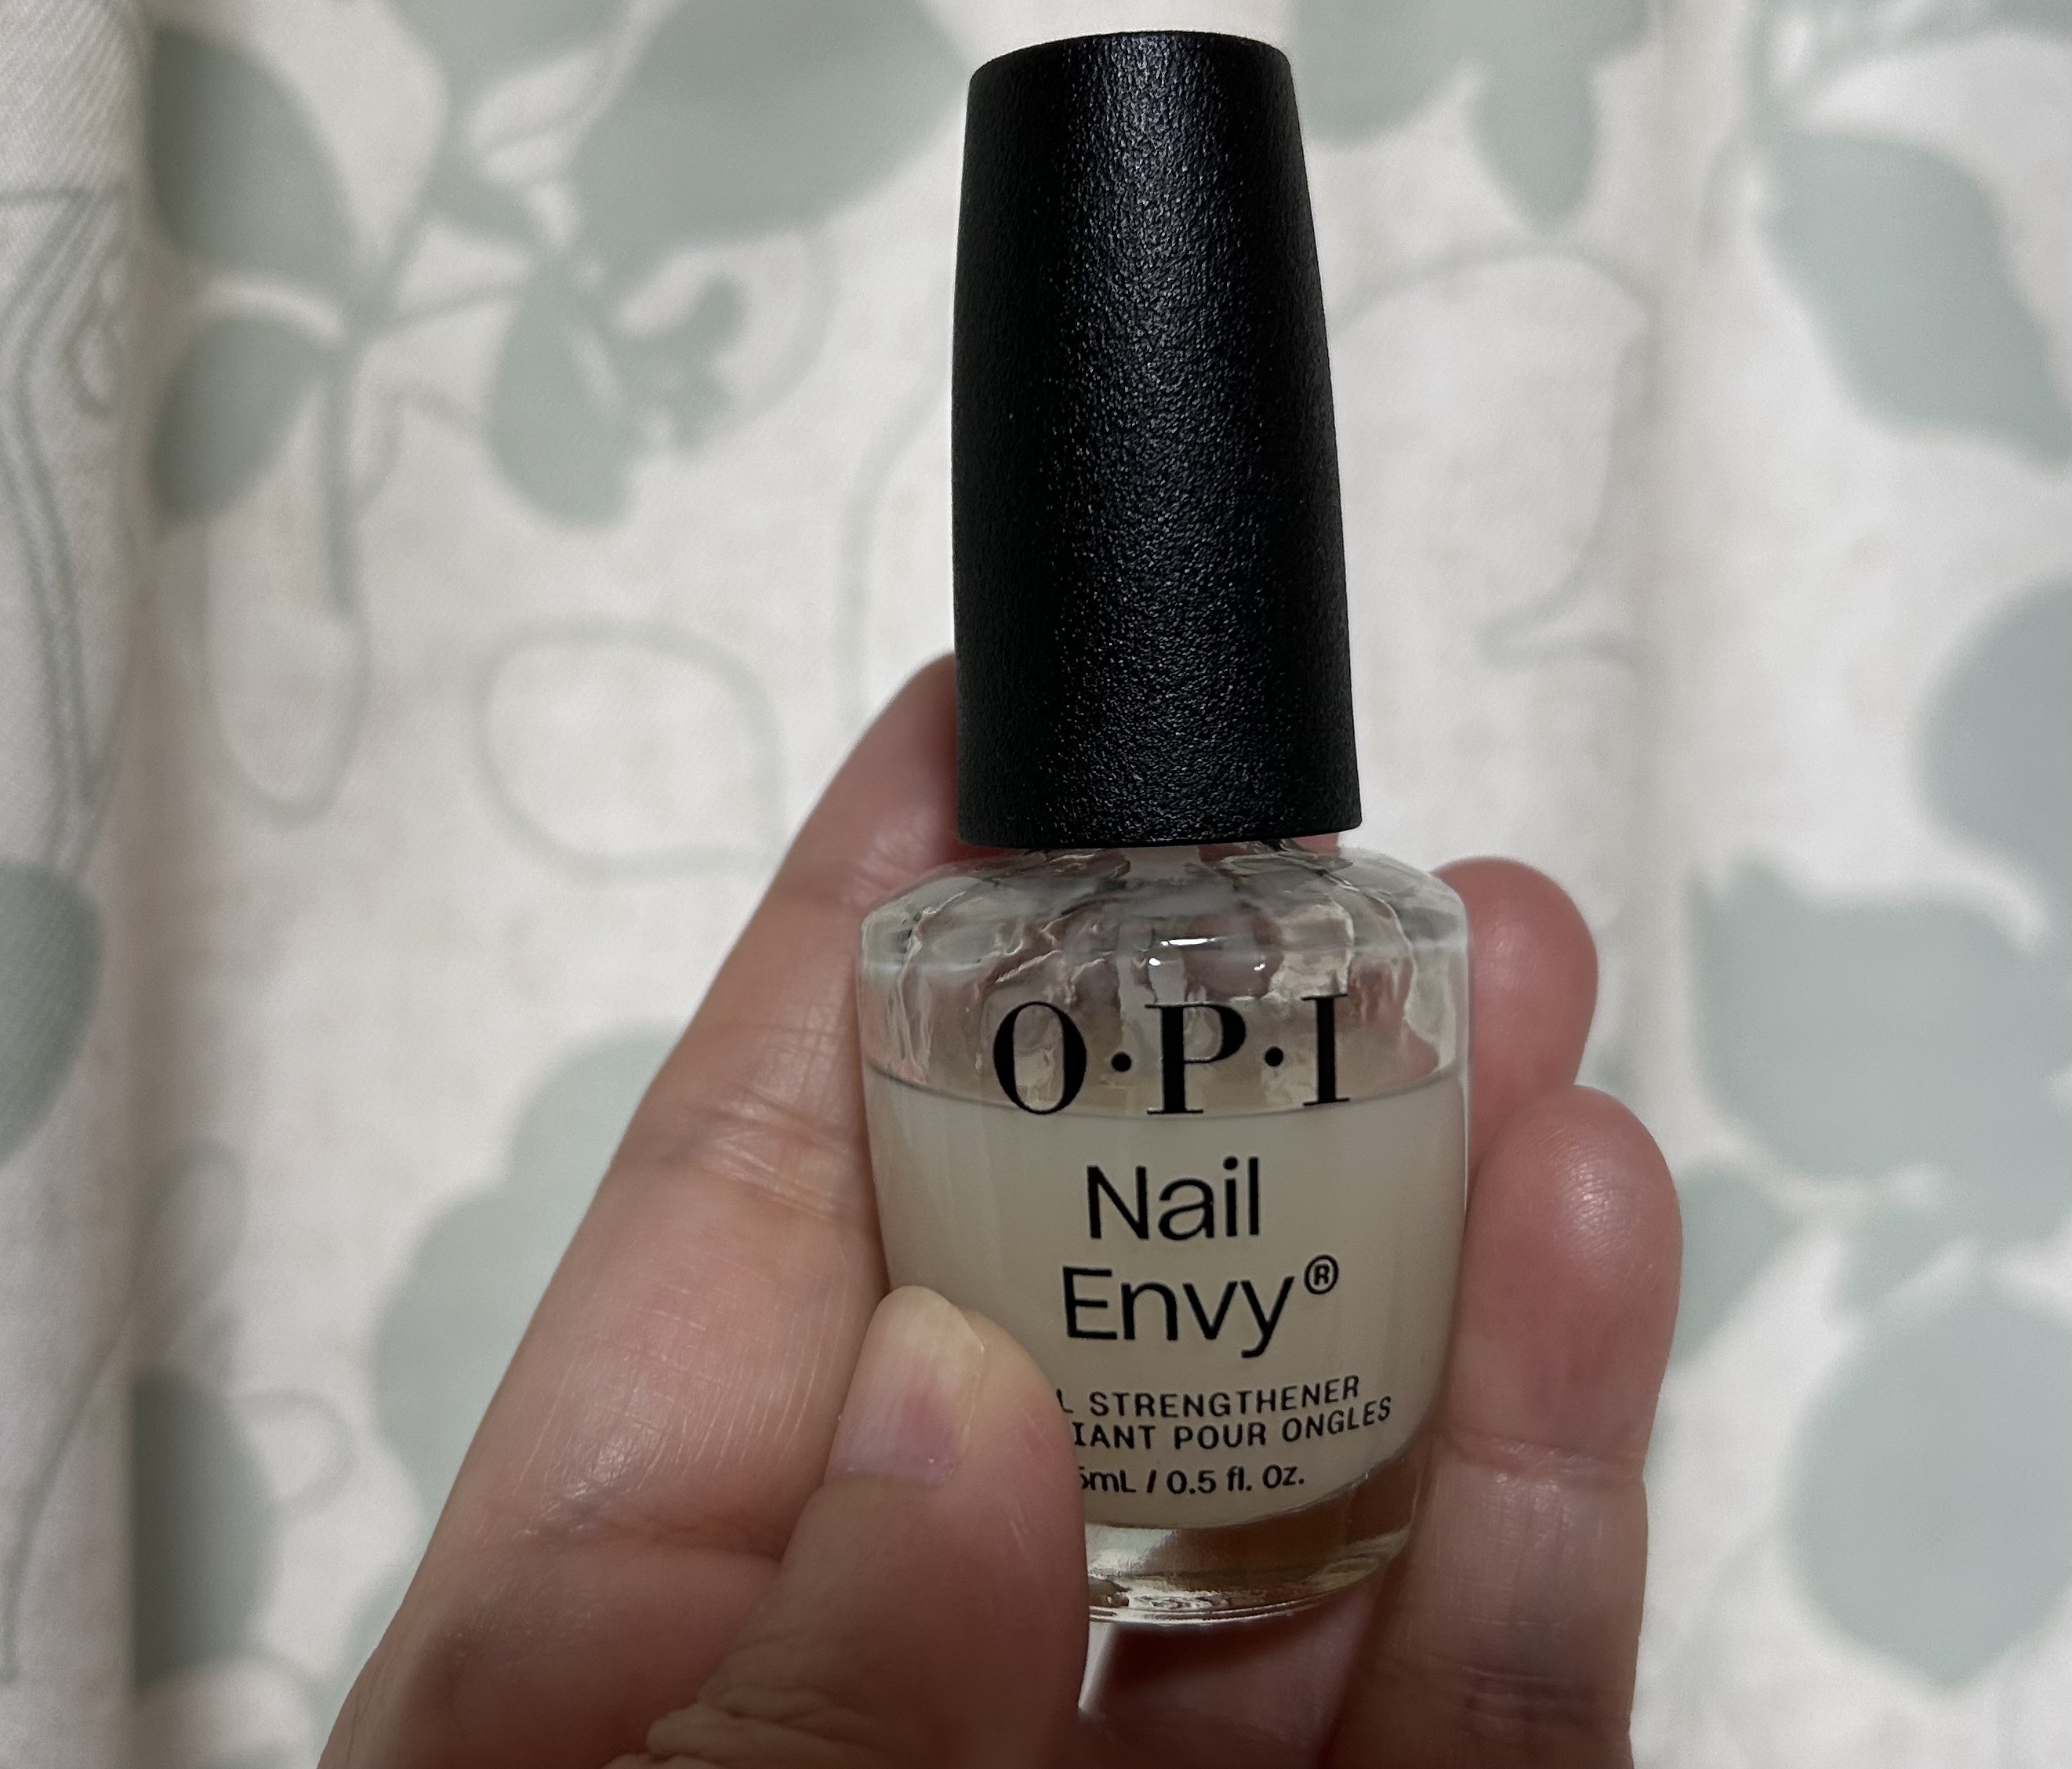 O·P·I
Nail
Envy®
STRENGTHENER
POUR ONGLES
/ 0.5 fl. Oz.